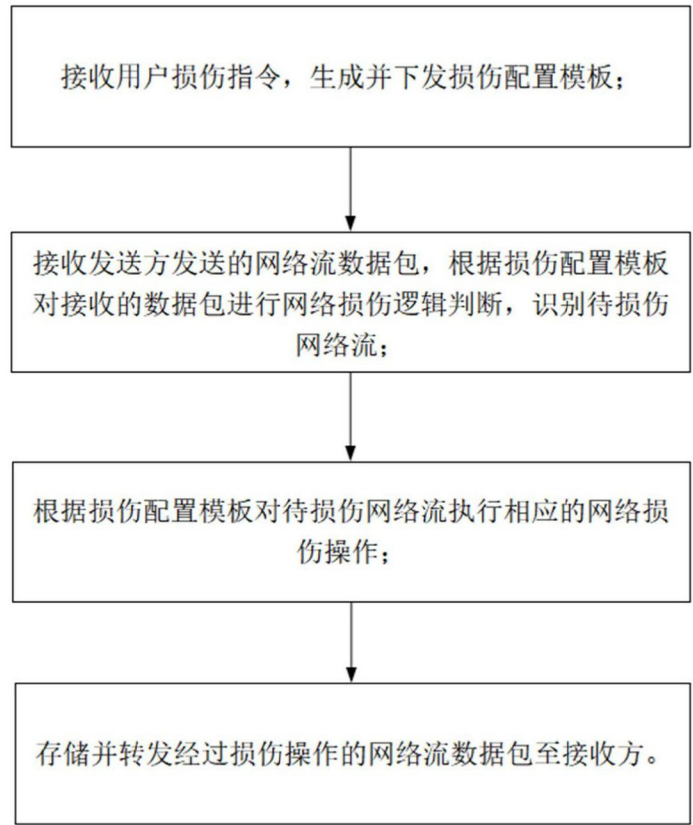 接收用户损伤指令，生成并下发损伤配置模板；
接收发送方发送的网络流数据包，根据损伤配置模板
对接收的数据包进行网络损伤逻辑判断，识别待损伤
网络流；
根据损伤配置模板对待损伤网络流执行相应的网络损
伤操作；
存储并转发经过损伤操作的网络流数据包至接收方。